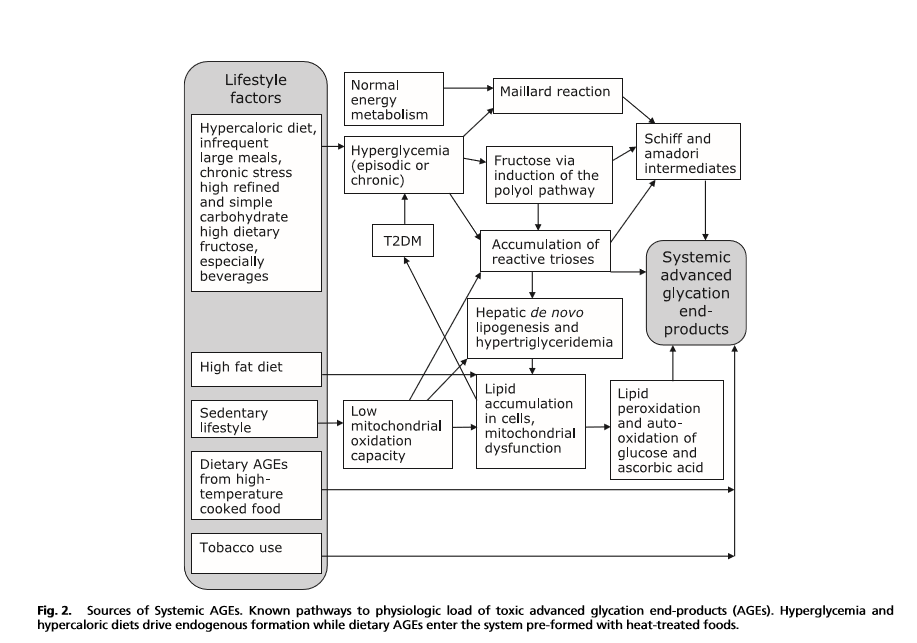 Lifestyle
factors
Hypercaloric diet,
infrequent
large meals,
chronic stress
high refined
and simple
carbohydrate
high dietary
fructose,
especially
beverages
High fat diet
Sedentary
lifestyle
Dietary AGEs
from high-
temperature
cooked food
Tobacco use
Normal
energy
metabolism
Hyperglycemia
(episodic or
chronic)
T2DM
Low
mitochondrial
oxidation
capacity
Maillard reaction
Fructose via
induction of the
polyol pathway
Accumulation of
reactive trioses
Hepatic de novo
lipogenesis and
hypertriglyceridemia
Lipid
accumulation
in cells,
mitochondrial
dysfunction
Schiff and
amadori
intermediates
Systemic
advanced
glycation
end-
products
Lipid
peroxidation
and auto-
oxidation of
glucose and
ascorbic acid
Fig. 2. Sources of Systemic AGEs. Known pathways to physiologic load of toxic advanced glycation end-products (AGEs). Hyperglycemia and
hypercaloric diets drive endogenous formation while dietary AGEs enter the system pre-formed with heat-treated foods.